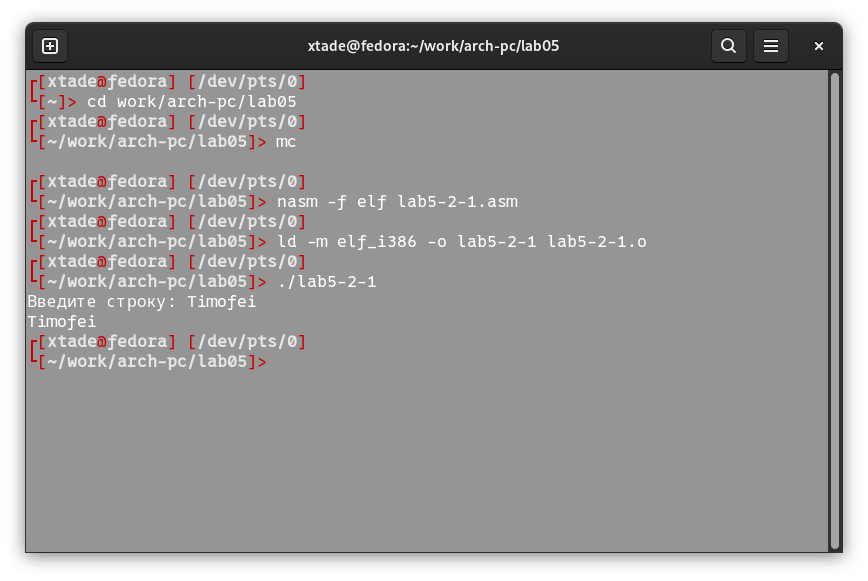 xtade@fedora:~/work/arch-pc/lab05
[xtade@fedora] [/dev/pts/0]
[~]> cd work/arch-pc/lab05
[xtade@fedora] [/dev/pts/0]
[~/work/arch-pc/lab05]> mc
[xtade@fedora] [/dev/pts/0]
[~/work/arch-pc/lab05]> nasm -f elf lab5-2-1.asm
[xtade@fedora] [/dev/pts/0]
[~/work/arch-pc/lab05]> ld -m elf_i386 -o lab5-2-1 lab5-2-1.o
[xtade@fedora] [/dev/pts/0]
[~/work/arch-pc/lab05]> ./lab5-2-1
Введите строку: Timofei
Timofei
[xtade@fedora] [/dev/pts/0]
[~/work/arch-pc/lab05]>